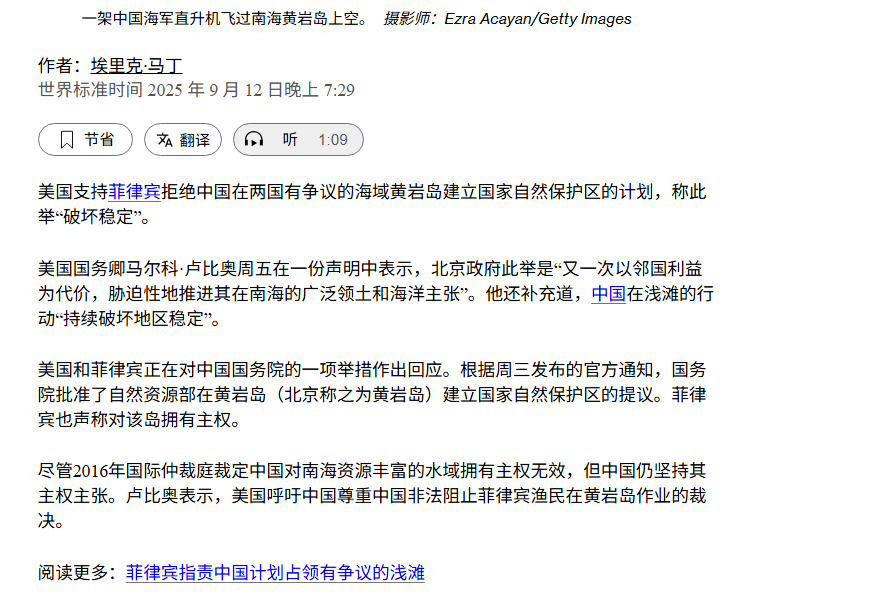 一架中国海军直升机飞过南海黄岩岛上空。 摄影师：Ezra Acayan/Getty Images
作者：埃里克·马丁
世界标准时间 2025 年 9 月 12 日晚上 7:29
节省 翻译 听 1:09
美国支持菲律宾拒绝中国在两国有争议的海域黄岩岛建立国家自然保护区的计划，称此
举“破坏稳定”。
美国国务卿马尔科·卢比奥周五在一份声明中表示，北京政府此举是“又一次以邻国利益
为代价，胁迫性地推进其在南海的广泛领土和海洋主张”。他还补充道，中国在浅滩的行
动“持续破坏地区稳定”。
美国和菲律宾正在对中国国务院的一项举措作出回应。根据周三发布的官方通知，国务
院批准了自然资源部在黄岩岛（北京称之为黄岩岛）建立国家自然保护区的提议。菲律
宾也声称对该岛拥有主权。
尽管2016年国际仲裁庭裁定中国对南海资源丰富的水域拥有主权无效，但中国仍坚持其
主权主张。卢比奥表示，美国呼吁中国尊重中国非法阻止菲律宾渔民在黄岩岛作业的裁
决。
阅读更多：菲律宾指责中国计划占领有争议的浅滩